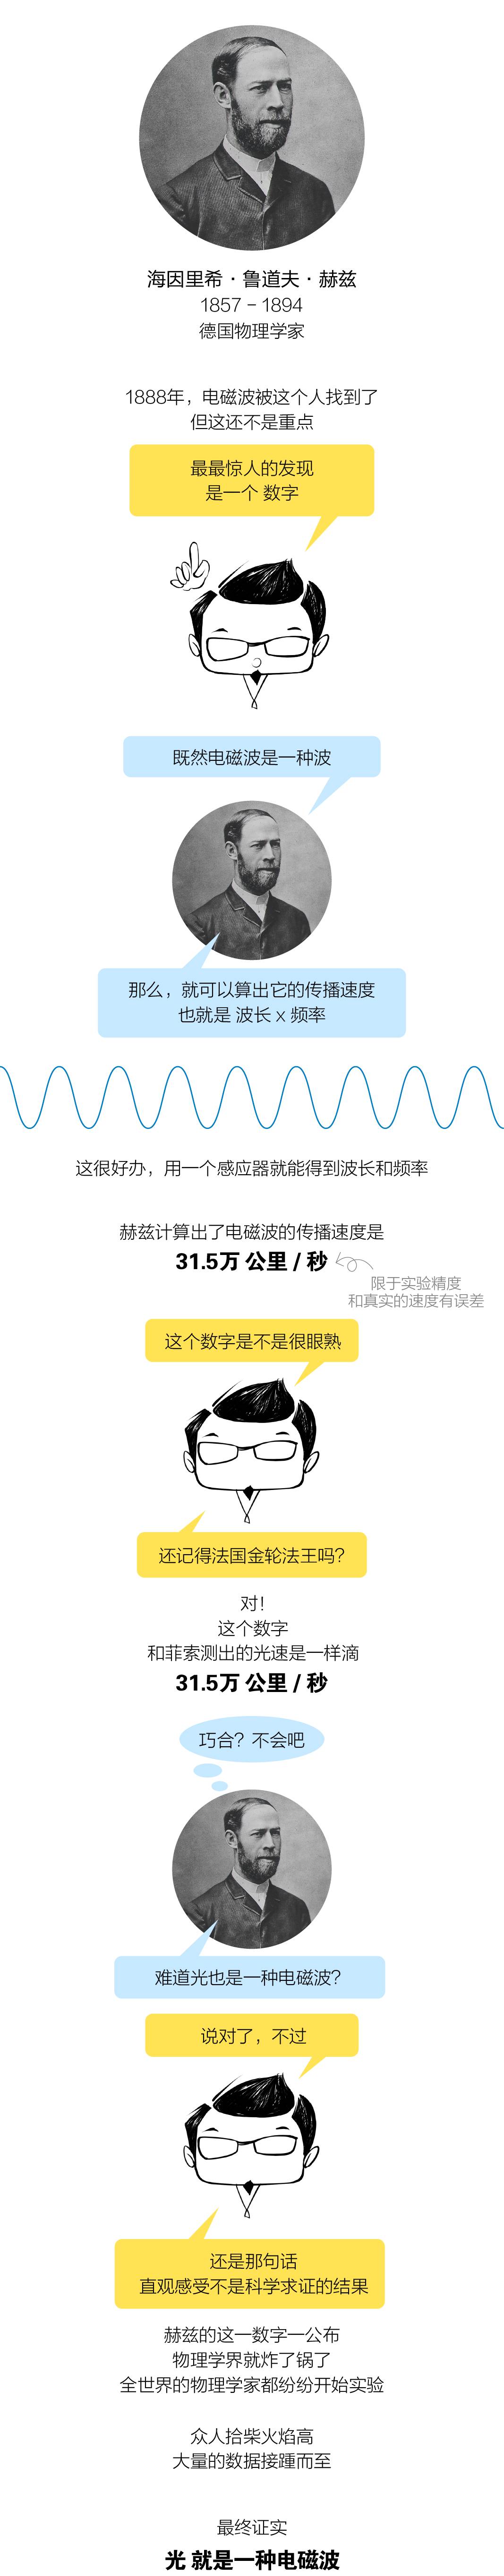 海因里希·鲁道夫·赫兹
1857 - 1894
德国物理学家
1888年，电磁波被这个人找到了
但这还不是重点
最最惊人的发现
是一个 数字
既然电磁波是一种波
那么，就可以算出它的传播速度
也就是 波长 x 频率
这很好办，用一个感应器就能得到波长和频率
赫兹计算出了电磁波的传播速度是
31.5万 公里 / 秒
限于实验精度
和真实的速度有误差
这个数字是不是很眼熟
还记得法国金轮法王吗？
对！
这个数字
和菲索测出的光速是一样滴
31.5万 公里 / 秒
巧合？不会吧
难道光也是一种电磁波？
说对了，不过
还是那句话
直观感受不是科学求证的结果
赫兹的这一数字一公布
物理学界就炸了锅了
全世界的物理学家都纷纷开始实验
众人拾柴火焰高
大量的数据接踵而至
最终证实
光 就是一种电磁波